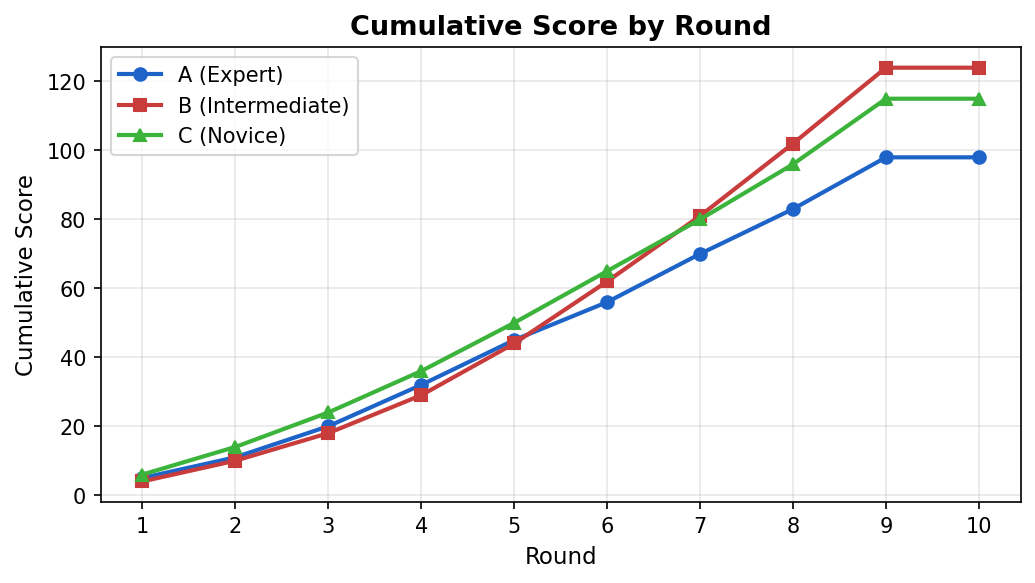 Cumulative Score by Round
A (Expert)
B (Intermediate)
C (Novice)
Cumulative Score
120
100
80
60
40
20
0
1 2 3 4 5 6 7 8 9 10
Round